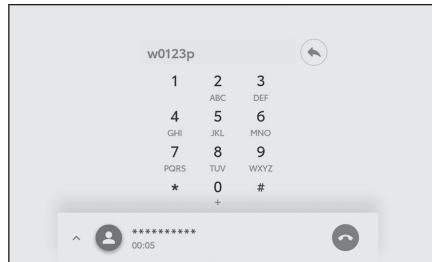 w0123p
1 2 3
ABC DEF
4 5 6
GHI JKL MNO
7 8 9
PQRS TUV WXYZ
* 0 #
+
**********
00:05